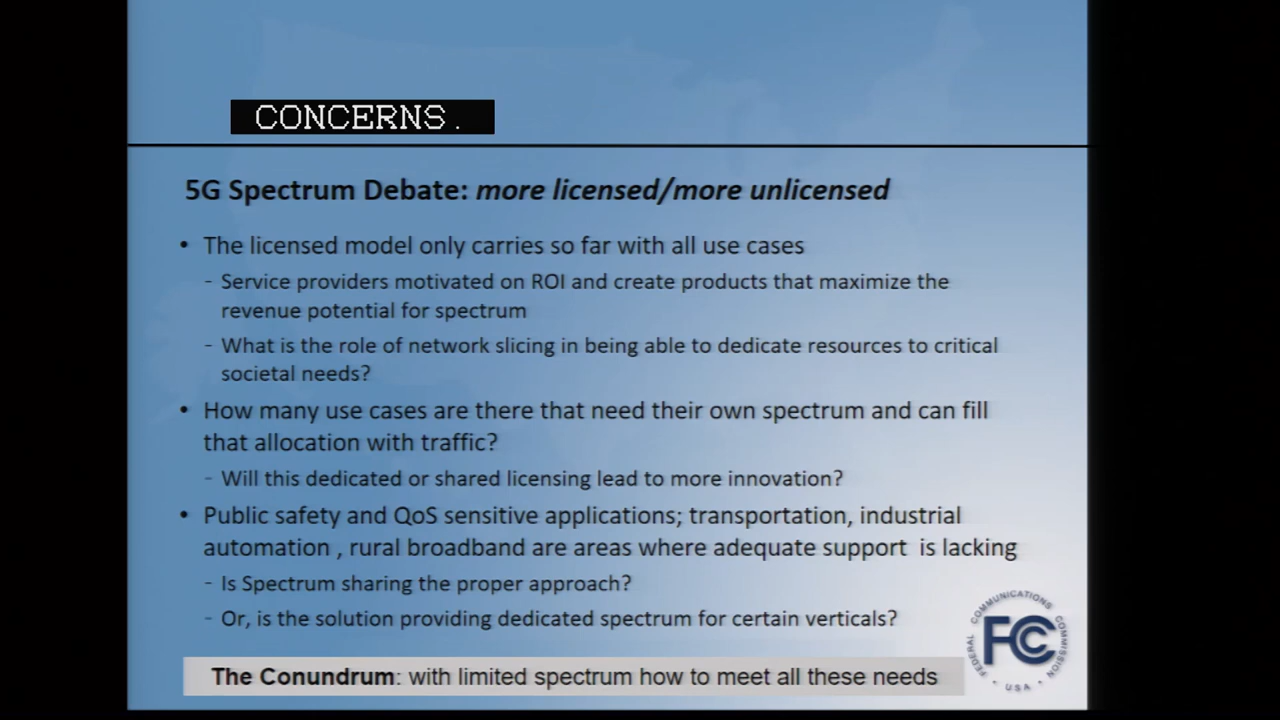 CONCERNS.
5G Spectrum Debate: more licensed/more unlicensed
• The licensed model only carries so far with all use cases
- Service providers motivated on ROI and create products that maximize the
revenue potential for spectrum
- What is the role of network slicing in being able to dedicate resources to critical
societal needs?
• How many use cases are there that need their own spectrum and can fill
that allocation with traffic?
- Will this dedicated or shared licensing lead to more innovation?
• Public safety and QoS sensitive applications; transportation, industrial
automation , rural broadband are areas where adequate support is lacking
- Is Spectrum sharing the proper approach?
- Or, is the solution providing dedicated spectrum for certain verticals?
The Conundrum: with limited spectrum how to meet all these needs
FEDERAL COMMUNICATIONS COMMISSION
FCC
• USA •